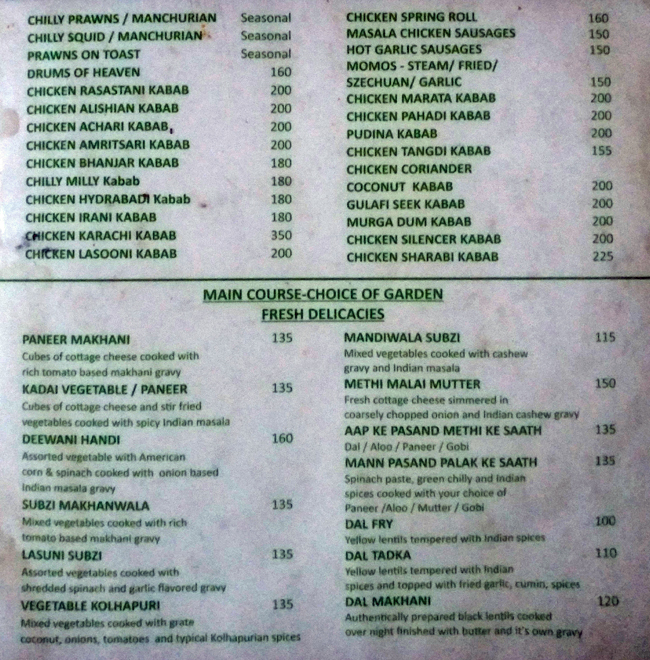 CHILLY PRAWNS / MANCHURIAN Seasonal
CHILLY SQUID / MANCHURIAN Seasonal
PRAWNS ON TOAST Seasonal
DRUMS OF HEAVEN 160
CHICKEN RASASTANI KABAB 200
CHICKEN ALISHIAN KABAB 200
CHICKEN ACHARI KABAB 200
CHICKEN AMRITSARI KABAB 200
CHICKEN BHANJAR KABAB 180
CHILLY MILLY Kabab 180
CHICKEN HYDRABADI Kabab 180
CHICKEN IRANI KABAB 180
CHICKEN KARACHI KABAB 350
CHICKEN LASOONI KABAB 200
CHICKEN SPRING ROLL 160
MASALA CHICKEN SAUSAGES 150
HOT GARLIC SAUSAGES 150
MOMOS - STEAM/ FRIED/
SZECHUAN/ GARLIC 150
CHICKEN MARATA KABAB 200
CHICKEN PAHADI KABAB 200
PUDINA KABAB 200
CHICKEN TANGDI KABAB 155
CHICKEN CORIANDER
COCONUT KABAB 200
GULAFI SEEK KABAB 200
MURGA DUM KABAB 200
CHICKEN SILENCER KABAB 200
CHICKEN SHARABI KABAB 225
MAIN COURSE-CHOICE OF GARDEN
FRESH DELICACIES
PANEER MAKHANI 135
Cubes of cottage cheese cooked with
rich tomato based makhani gravy
KADAI VEGETABLE / PANEER 135
Cubes of cottage cheese and stir fried
vegetables cooked with spicy Indian masala
DEEWANI HANDI 160
Assorted vegetable with American
corn & spinach cooked with onion based
Indian masala gravy
SUBZI MAKHANWALA 135
Mixed vegetables cooked with rich
tomato based makhani gravy
LASUNI SUBZI 135
Assorted vegetables cooked with
shredded spinach and garlic flavored gravy
VEGETABLE KOLHAPURI 135
Mixed vegetables cooked with grate
coconut, onions, tomatoes and typical Kolhapurian spices
MANDIWALA SUBZI 115
Mixed vegetables cooked with cashew
gravy and Indian masala
METHI MALAI MUTTER 150
Fresh cottage cheese simmered in
coarsely chopped onion and Indian cashew gravy
AAP KE PASAND METHI KE SAATH 135
Dal / Aloo / Paneer / Gobi
MANN PASAND PALAK KE SAATH 135
Spinach paste, green chilly and Indian
spices cooked with your choice of
Paneer /Aloo / Mutter / Gobi
DAL FRY 100
Yellow lentils tempered with Indian spices
DAL TADKA 110
Yellow lentils tempered with Indian
spices and topped with fried garlic, cumin, spices
DAL MAKHANI 120
Authentically prepared black lentils cooked
over night finished with butter and it's own gravy